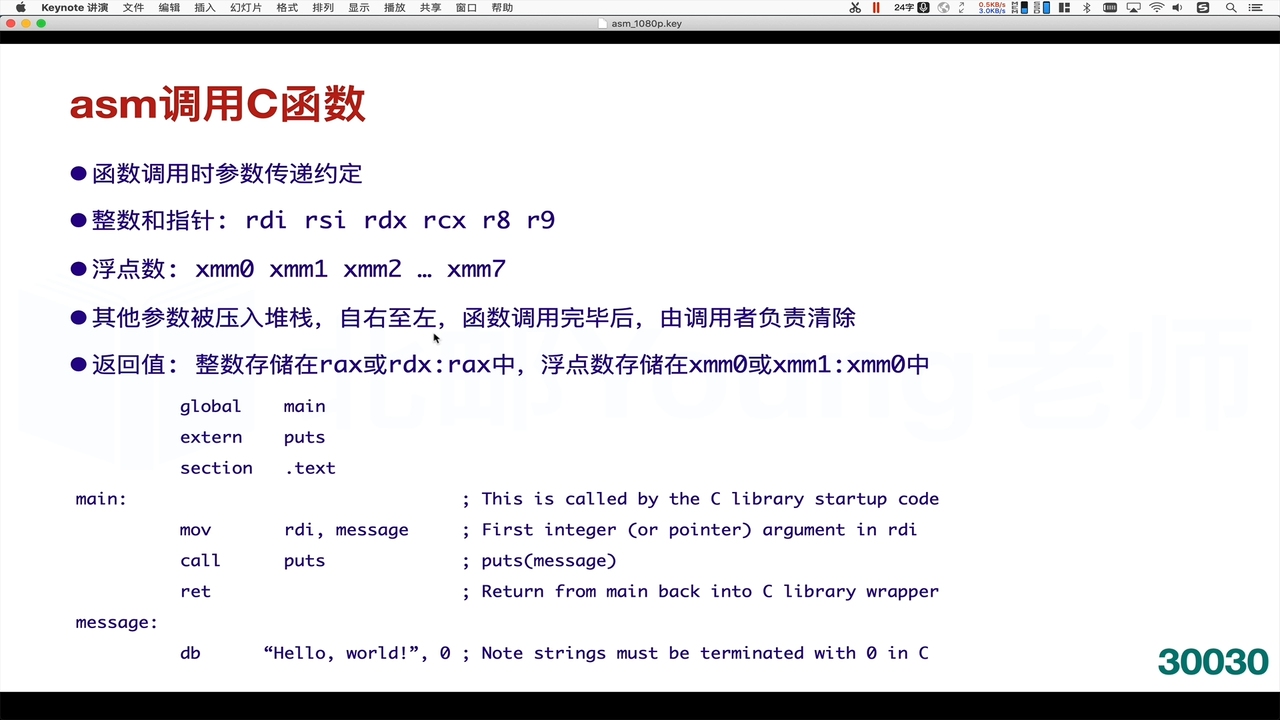 Keynote 讲演 文件 编辑 插入 幻灯片 格式 排列 显示 播放 共享 窗口 帮助 24字 0.5KB/s 3.0KB/s
asm_1080p.key
asm调用C函数
●函数调用时参数传递约定
●整数和指针: rdi rsi rdx rcx r8 r9
●浮点数: xmm0 xmm1 xmm2 … xmm7
●其他参数被压入堆栈，自右至左，函数调用完毕后，由调用者负责清除
●返回值: 整数存储在rax或rdx:rax中，浮点数存储在xmm0或xmm1:xmm0中
global main
extern puts
section .text
main: ; This is called by the C library startup code
mov rdi, message ; First integer (or pointer) argument in rdi
call puts ; puts(message)
ret ; Return from main back into C library wrapper
message:
db “Hello, world!”, 0 ; Note strings must be terminated with 0 in C
30030
北邮Young老师